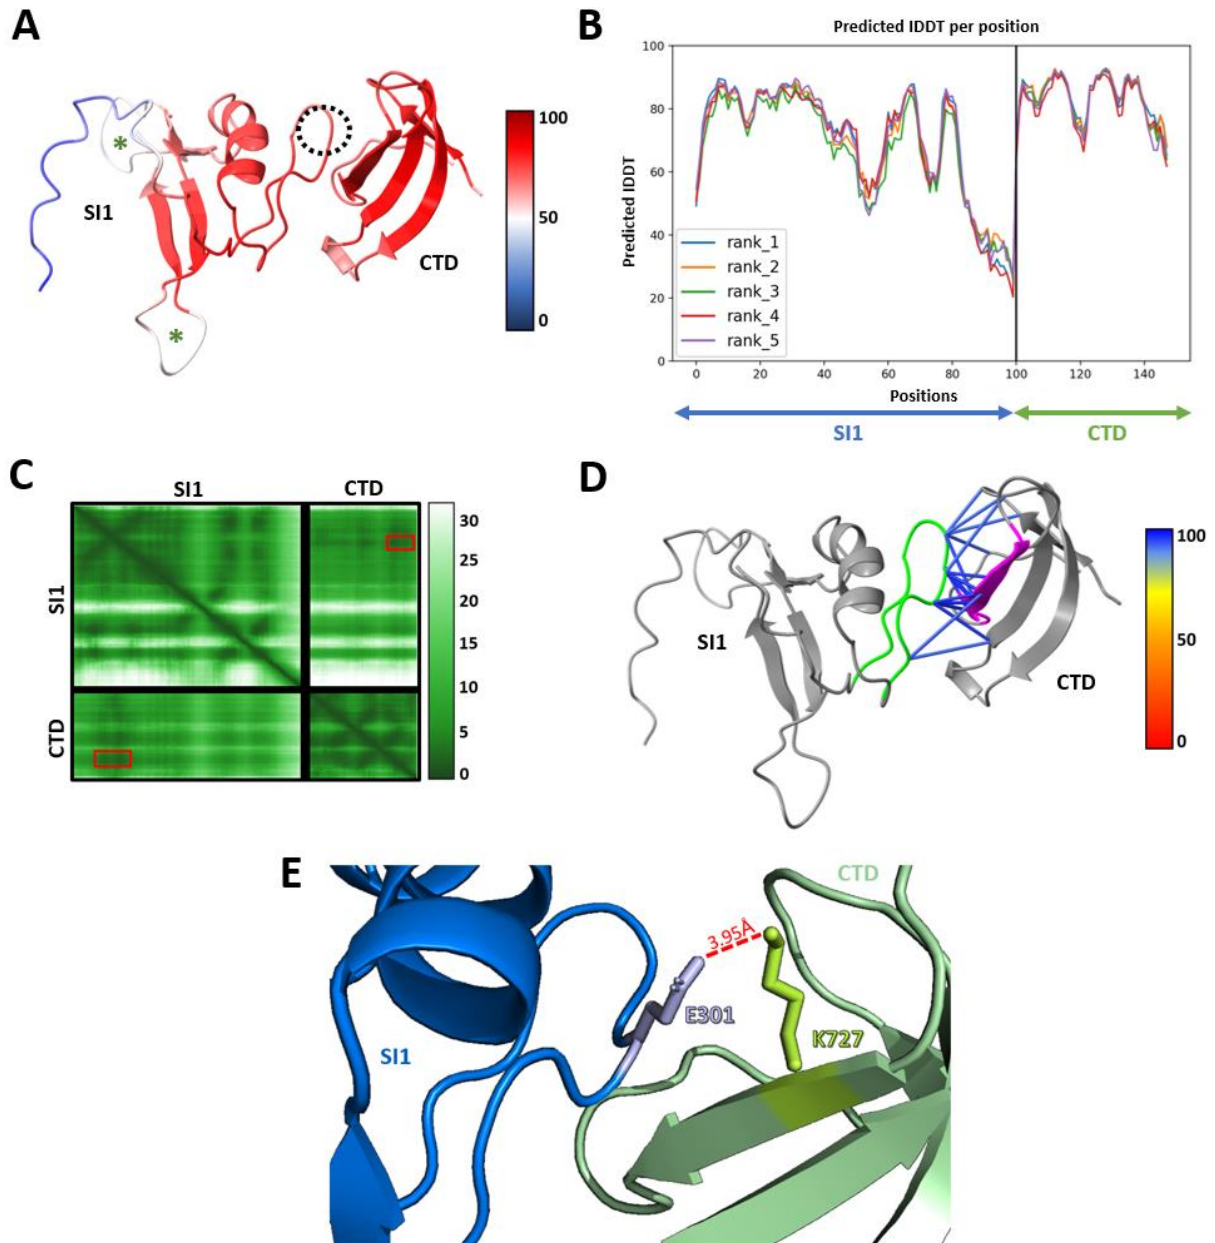 A
SI1
*
*
CTD
100
50
0
B
Predicted IDDT per position
Predicted IDDT
100
80
60
40
20
0
rank_1
rank_2
rank_3
rank_4
rank_5
0 20 40 60 80 100 120 140
Positions
SI1 CTD
C
SI1 CTD
SI1
CTD
30
25
20
15
10
5
0
D
SI1
CTD
100
50
0
E
CTD
3.95Å
E301
K727
SI1